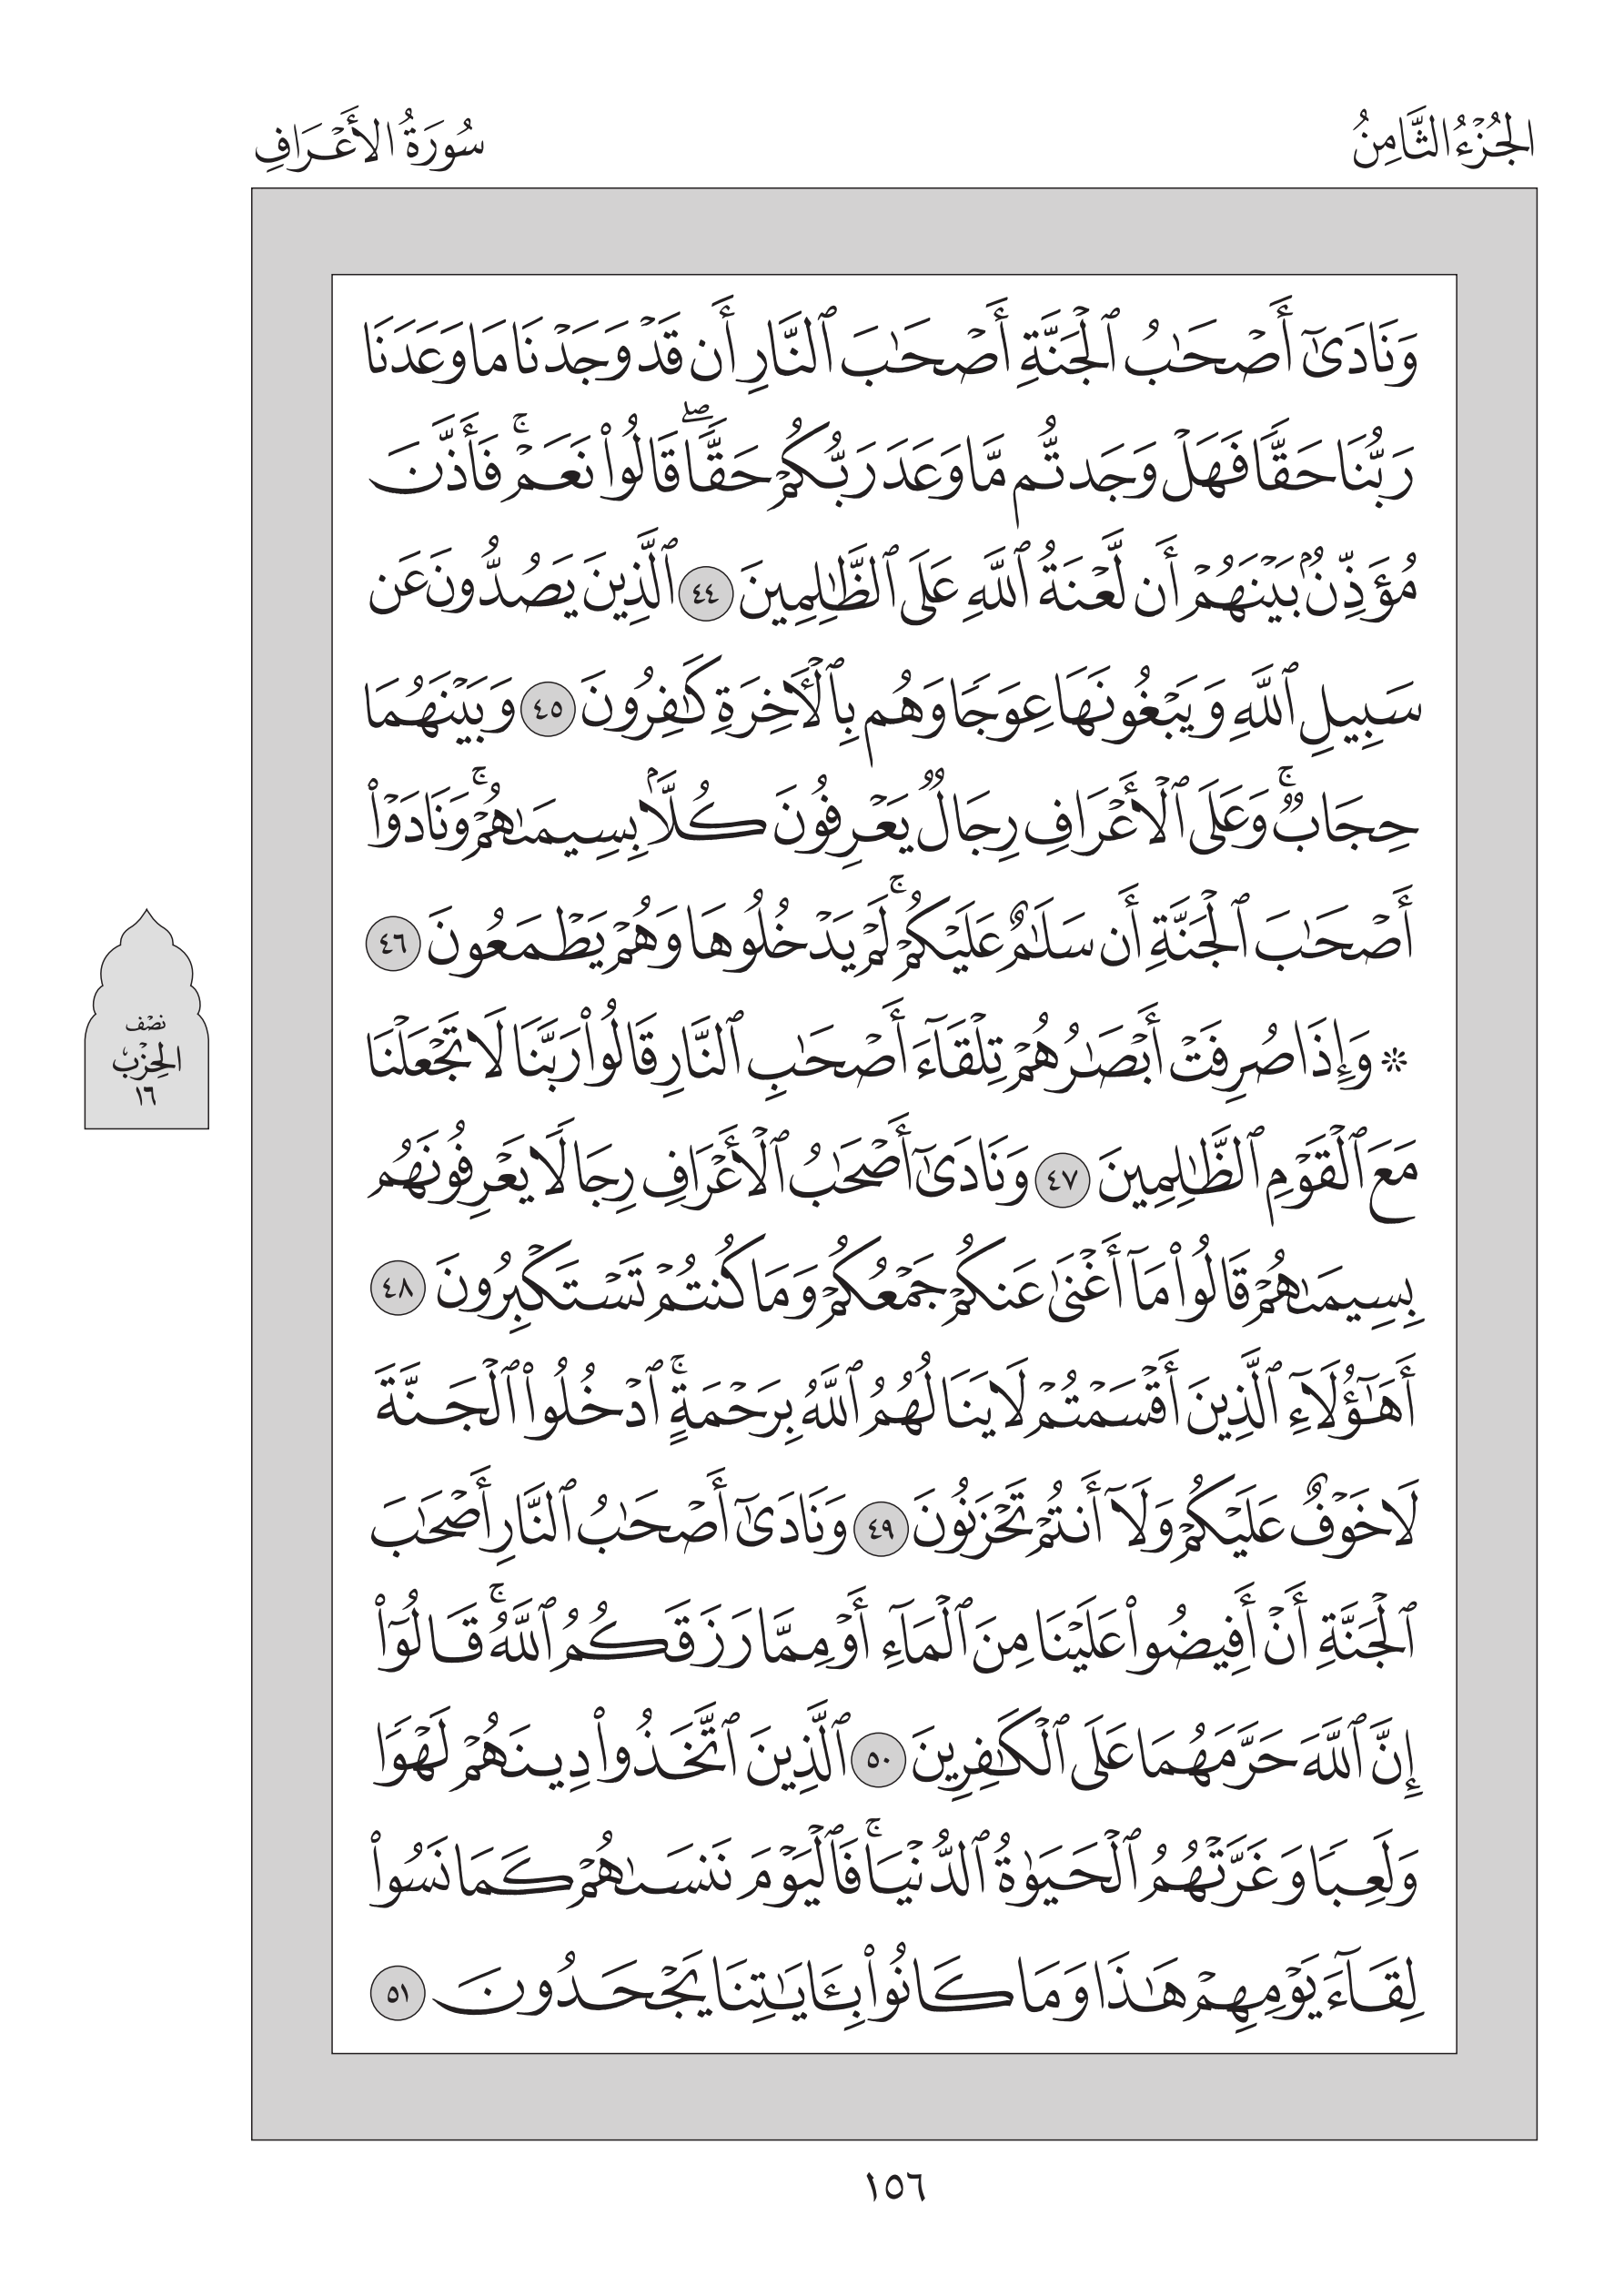 الجُزْءُ الثَّامِنُ
سُورَةُ الأَعْرَافِ
وَنَادَىٰٓ أَصْحَٰبُ ٱلْجَنَّةِ أَصْحَٰبَ ٱلنَّارِ أَن قَدْ وَجَدْنَا مَا وَعَدَنَا
رَبُّنَا حَقًّا فَهَلْ وَجَدتُّم مَّا وَعَدَ رَبُّكُمْ حَقًّاۖ قَالُوا۟ نَعَمْۚ فَأَذَّنَ
مُؤَذِّنٌۢ بَيْنَهُمْ أَن لَّعْنَةُ ٱللَّهِ عَلَى ٱلظَّٰلِمِينَ ٤٤ ٱلَّذِينَ يَصُدُّونَ عَن
سَبِيلِ ٱللَّهِ وَيَبْغُونَهَا عِوَجًا وَهُم بِٱلْأَخِرَةِ كَٰفِرُونَ ٤٥ وَبَيْنَهُمَا
حِجَابٌۚ وَعَلَى ٱلْأَعْرَافِ رِجَالٌ يَعْرِفُونَ كُلًّۢا بِسِيمَىٰهُمْۚ وَنَادَوْا۟
أَصْحَٰبَ ٱلْجَنَّةِ أَن سَلَٰمٌ عَلَيْكُمْۚ لَمْ يَدْخُلُوهَا وَهُمْ يَطْمَعُونَ ٤٦
۞ وَإِذَا صُرِفَتْ أَبْصَٰرُهُمْ تِلْقَآءَ أَصْحَٰبِ ٱلنَّارِ قَالُوا۟ رَبَّنَا لَا تَجْعَلْنَا
مَعَ ٱلْقَوْمِ ٱلظَّٰلِمِينَ ٤٧ وَنَادَىٰٓ أَصْحَٰبُ ٱلْأَعْرَافِ رِجَالًا يَعْرِفُونَهُم
بِسِيمَىٰهُمْ قَالُوا۟ مَآ أَغْنَىٰ عَنكُمْ جَمْعُكُمْ وَمَا كُنتُمْ تَسْتَكْبِرُونَ ٤٨
أَهَٰٓؤُلَآءِ ٱلَّذِينَ أَقْسَمْتُمْ لَا يَنَالُهُمُ ٱللَّهُ بِرَحْمَةٍۚ ٱدْخُلُوا۟ ٱلْجَنَّةَ
لَا خَوْفٌ عَلَيْكُمْ وَلَآ أَنتُمْ تَحْزَنُونَ ٤٩ وَنَادَىٰٓ أَصْحَٰبُ ٱلنَّارِ أَصْحَٰبَ
ٱلْجَنَّةِ أَنْ أَفِيضُوا۟ عَلَيْنَا مِنَ ٱلْمَآءِ أَوْ مِمَّا رَزَقَكُمُ ٱللَّهُۚ قَالُوٓا۟
إِنَّ ٱللَّهَ حَرَّمَهُمَا عَلَى ٱلْكَٰفِرِينَ ٥٠ ٱلَّذِينَ ٱتَّخَذُوا۟ دِينَهُمْ لَهْوًا
وَلَعِبًا وَغَرَّتْهُمُ ٱلْحَيَوٰةُ ٱلدُّنْيَاۚ فَٱلْيَوْمَ نَنسَىٰهُمْ كَمَا نَسُوا۟
لِقَآءَ يَوْمِهِمْ هَٰذَا وَمَا كَانُوا۟ بِـَٔايَٰتِنَا يَجْحَدُونَ ٥١
نصْف
الحِزْب
١٦
١٥٦